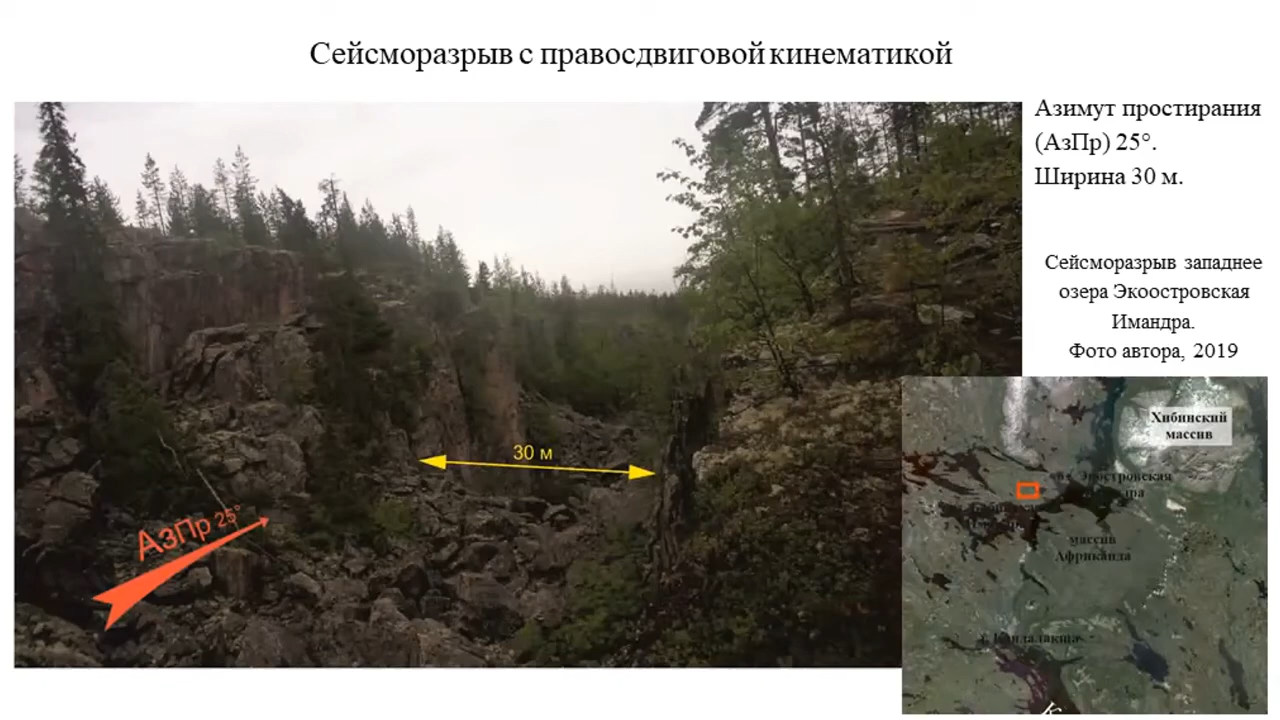 Сейсморазрыв с правосдвиговой кинематикой
Азимут простирания
(АзПр) 25°.
Ширина 30 м.
Сейсморазрыв западнее
озера Экоостровская
Имандра.
Фото автора, 2019
30 м
АзПр 25°
Хибинский
массив
массив
Африканда